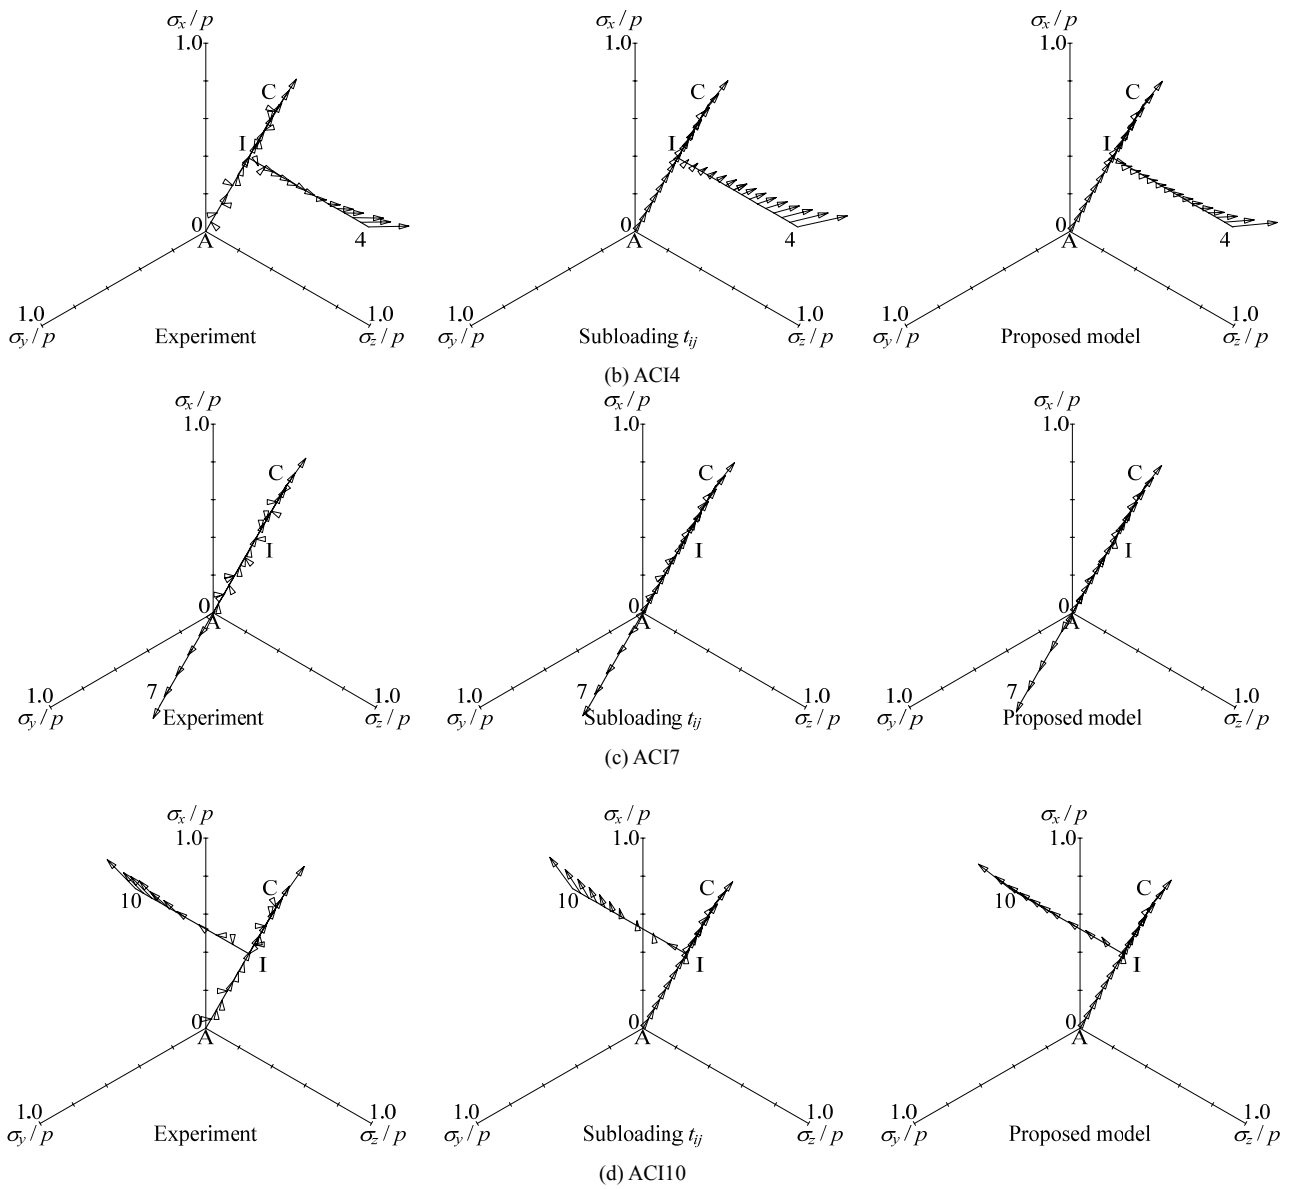 σx / p σx / p σx / p
1.0 1.0 1.0
C C C
I I I
0 0 0
A 4 A 4 A 4
1.0 1.0 1.0 1.0 1.0 1.0
σy / p Experiment σz / p σy / p Subloading tij σz / p σy / p Proposed model σz / p
(b) ACI4
σx / p σx / p σx / p
1.0 1.0 1.0
C C C
I I I
0 0 0
A A A
7 7 7
1.0 1.0 1.0 1.0 1.0 1.0
σy / p Experiment σz / p σy / p Subloading tij σz / p σy / p Proposed model σz / p
(c) ACI7
σx / p σx / p σx / p
1.0 1.0 1.0
C C C
10 10 10
I I I
0 0 0
A A A
1.0 1.0 1.0 1.0 1.0 1.0
σy / p Experiment σz / p σy / p Subloading tij σz / p σy / p Proposed model σz / p
(d) ACI10